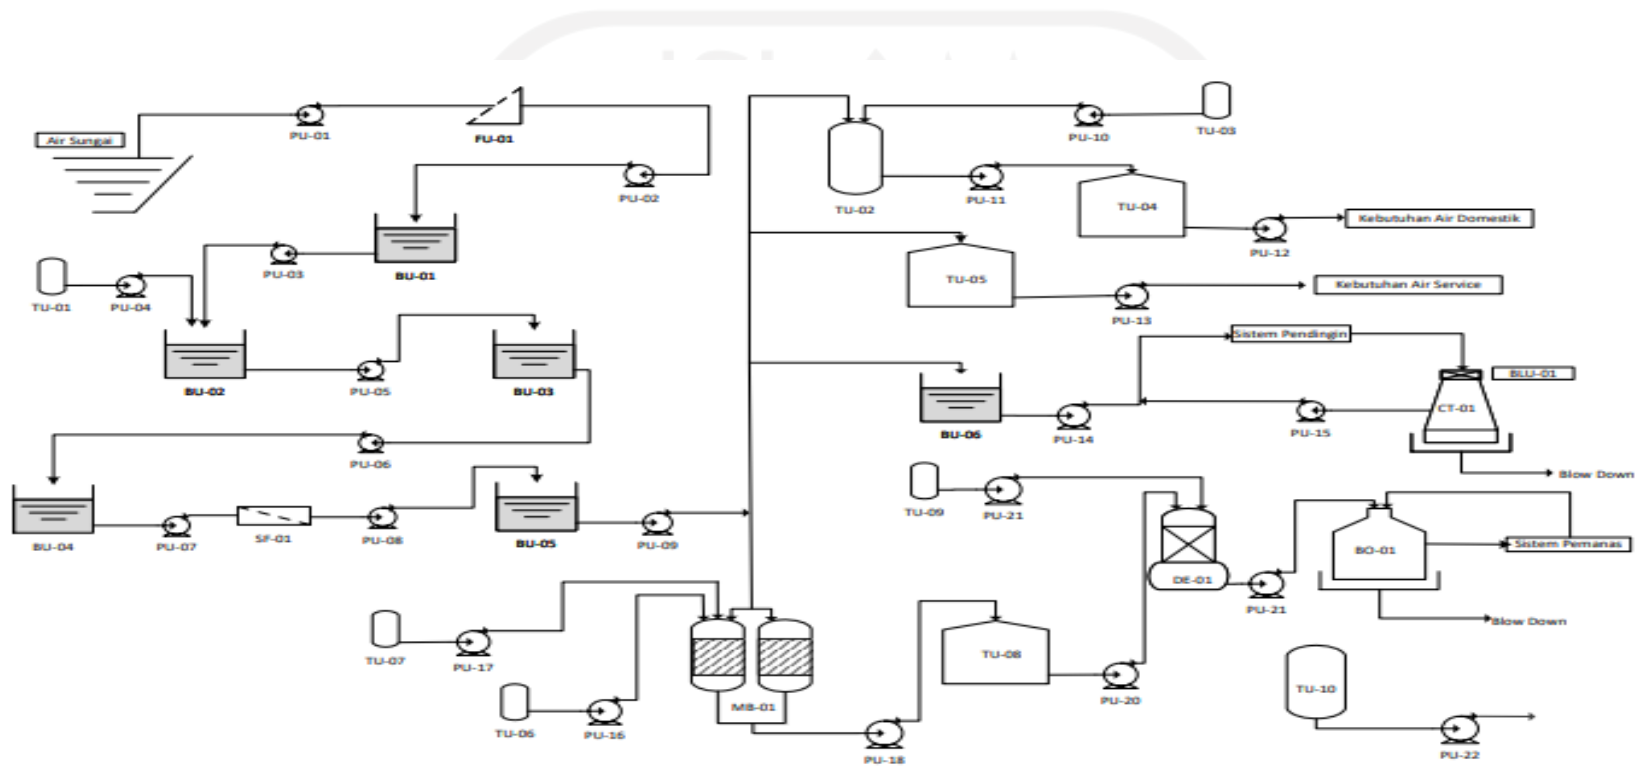 Air Sungai
PU-01
FU-01
PU-02
BU-01
PU-03
TU-01
PU-04
BU-02
PU-05
BU-03
PU-06
BU-04
PU-07
SF-01
PU-08
BU-05
PU-09
TU-02
PU-10
TU-03
PU-11
TU-04
PU-12
Kebutuhan Air Domestik
TU-05
PU-13
Kebutuhan Air Service
Sistem Pendingin
BU-06
PU-14
PU-15
CT-01
BLU-01
Blow Down
TU-09
PU-21
DE-01
PU-21
BO-01
Sistem Pemanas
Blow Down
TU-07
PU-17
TU-06
PU-16
MB-01
PU-18
TU-08
PU-20
TU-10
PU-22